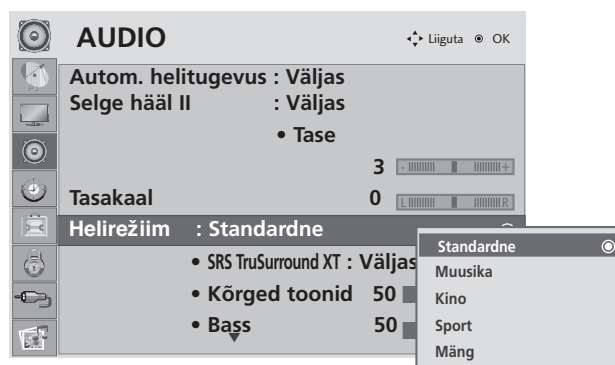 AUDIO
Liiguta OK
Autom. helitugevus : Väljas
Selge hääl II : Väljas
• Tase
3 - +
Tasakaal 0 L R
Helirežiim : Standardne
• SRS TruSurround XT : Väljas
• Kõrged toonid 50
• Bass 50
Standardne
Muusika
Kino
Sport
Mäng